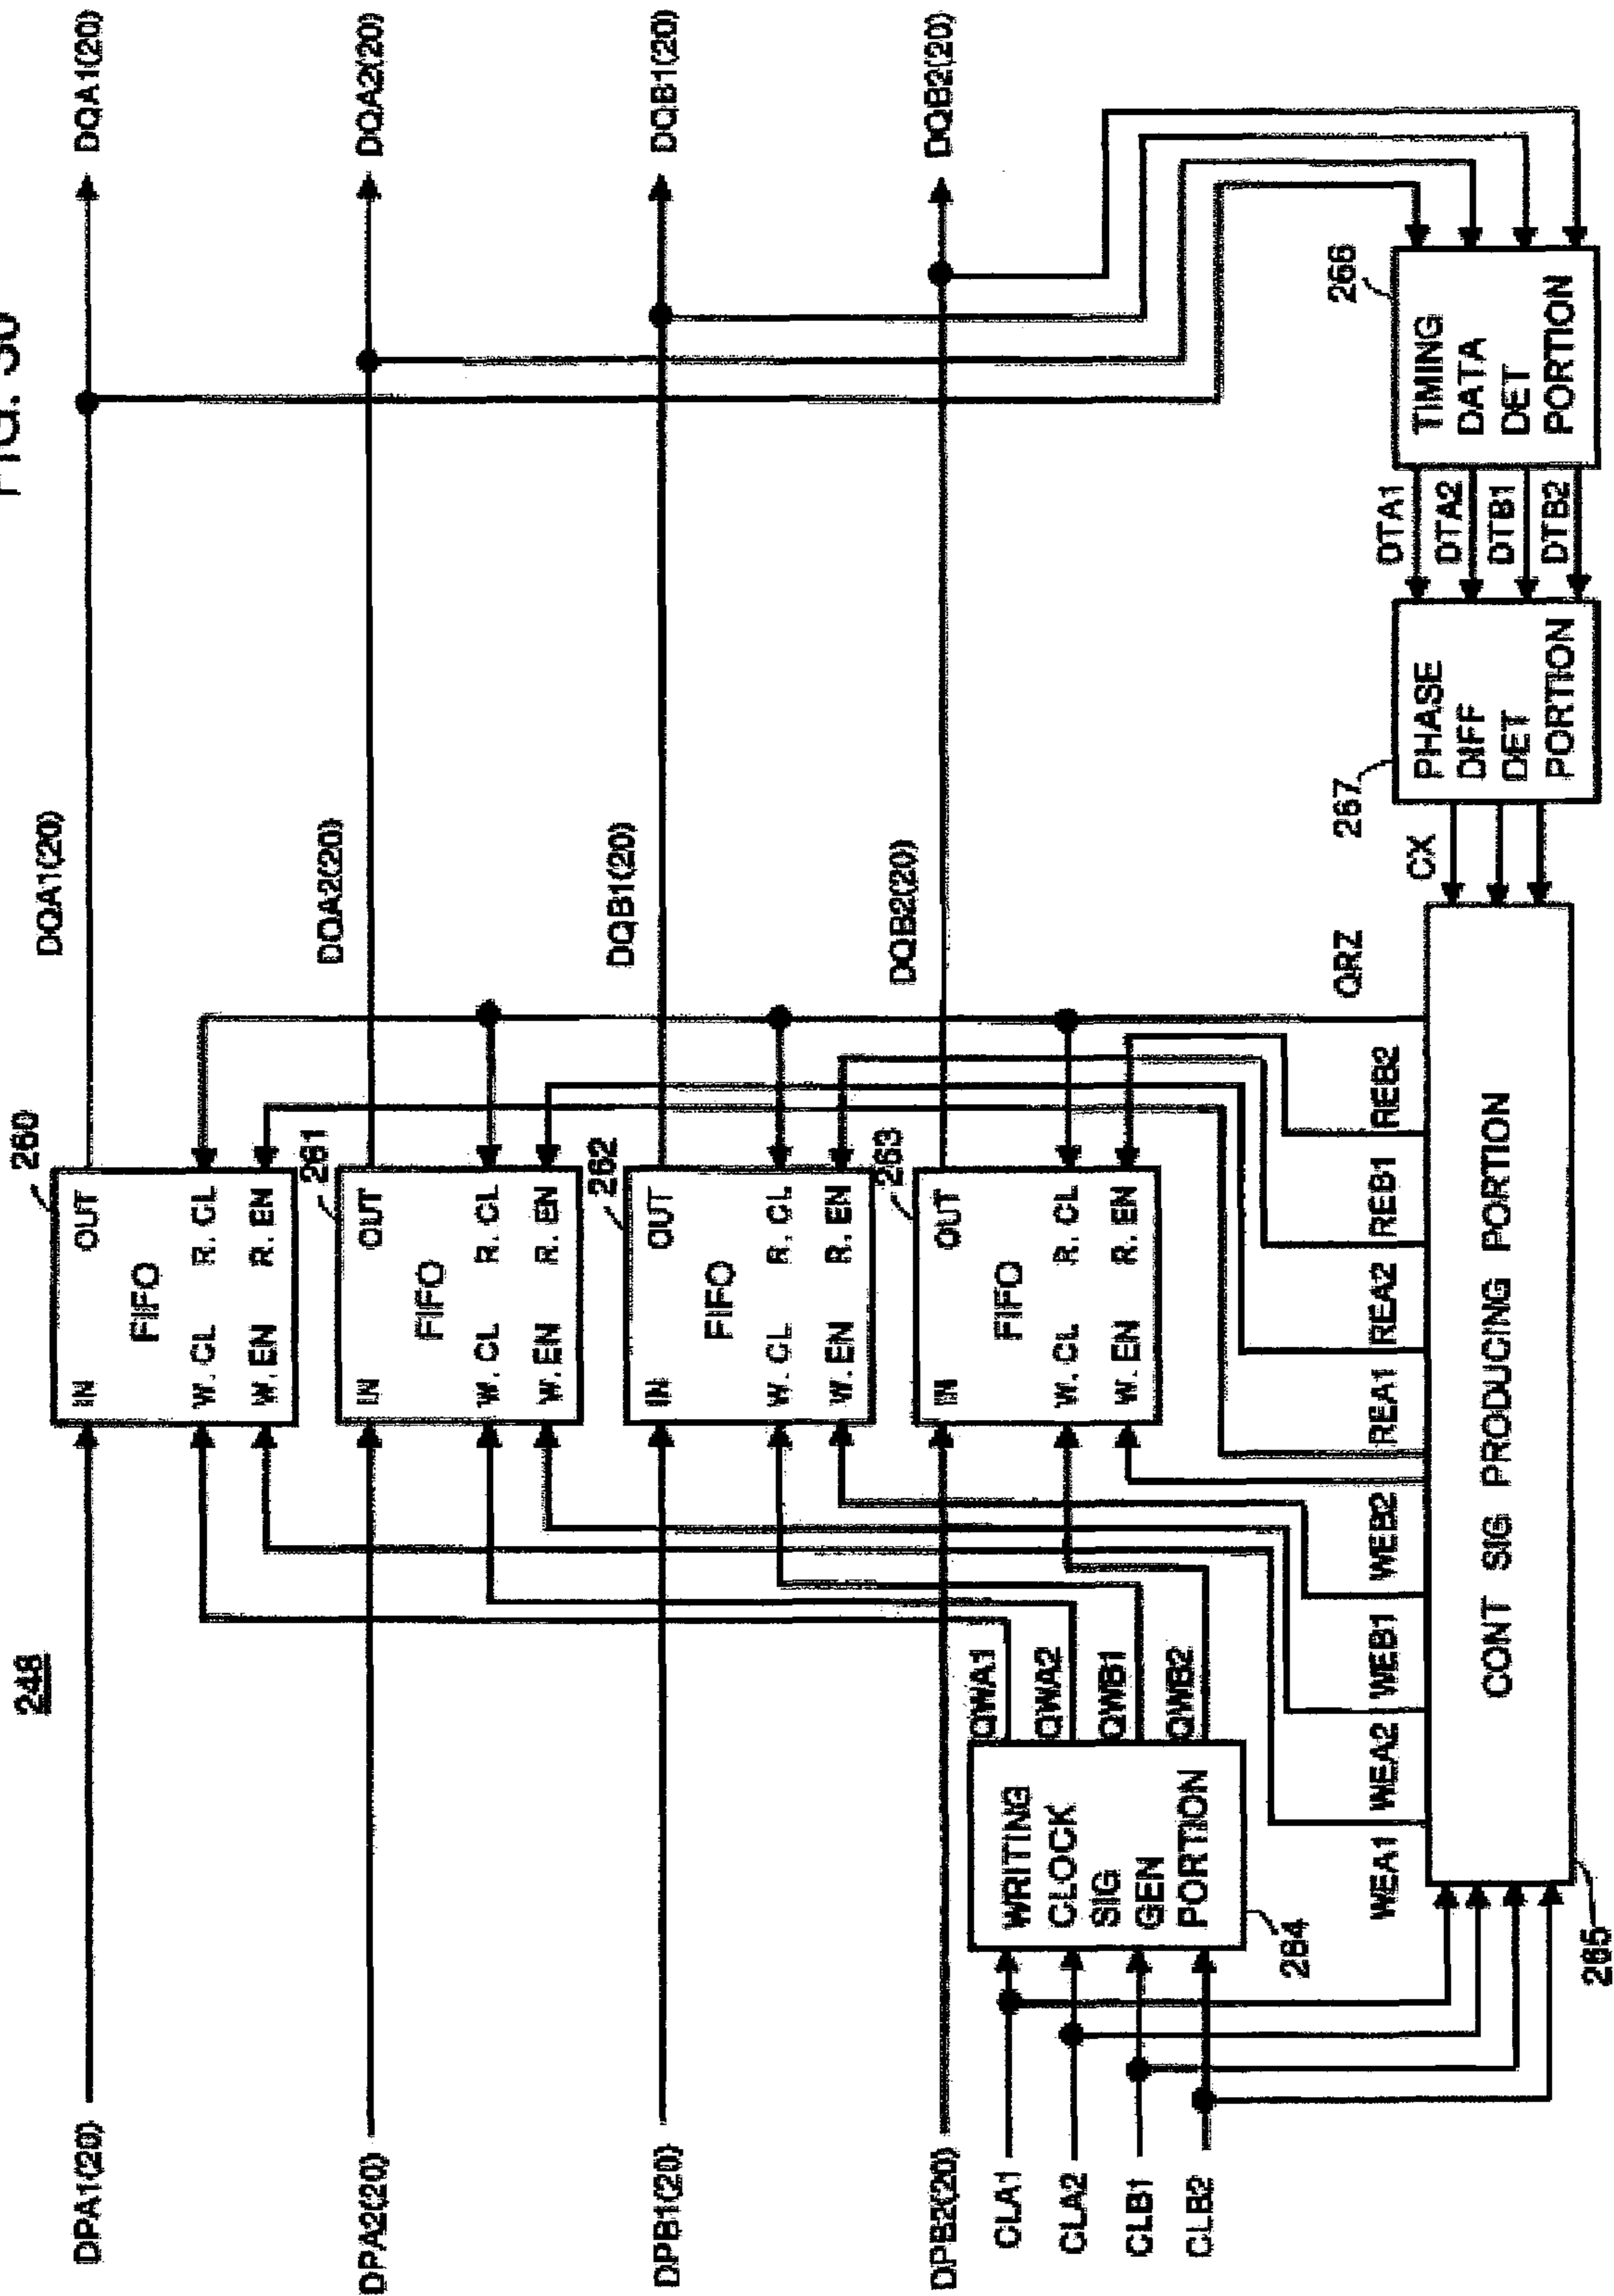 FIG. 30
248
DPA1(20)
260
IN
OUT
FIFO
W. CL
R. CL
W. EN
R. EN
DQA1(20)
DQA1(20)
DPA2(20)
261
IN
OUT
FIFO
W. CL
R. CL
W. EN
R. EN
DQA2(20)
DQA2(20)
DPB1(20)
262
IN
OUT
FIFO
W. CL
R. CL
W. EN
R. EN
DQB1(20)
DQB1(20)
DPB2(20)
263
IN
OUT
FIFO
W. CL
R. CL
W. EN
R. EN
DQB2(20)
DQB2(20)
CLA1
CLA2
CLB1
CLB2
WRITING
CLOCK
SIG
GEN
PORTION
264
QWA1
QWA2
QWB1
QWB2
WEA1
WEA2
WEB1
WEB2
REA1
REA2
REB1
REB2
QRZ
CONT SIG PRODUCING PORTION
265
CX
267
PHASE
DIFF
DET
PORTION
DTA1
DTA2
DTB1
DTB2
266
TIMING
DATA
DET
PORTION